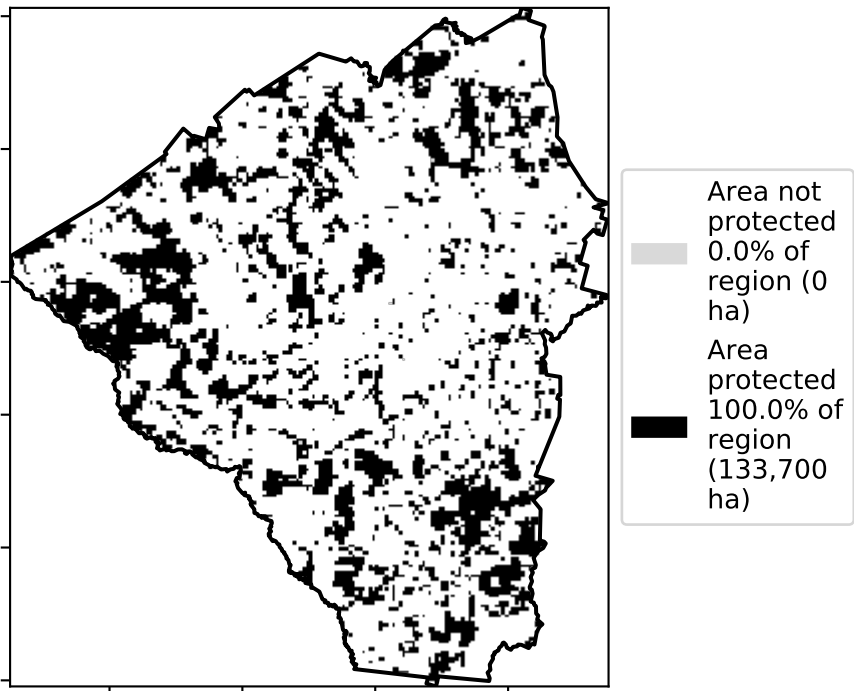 Area not
protected
0.0% of
region (0
ha)
Area
protected
100.0% of
region
(133,700
ha)